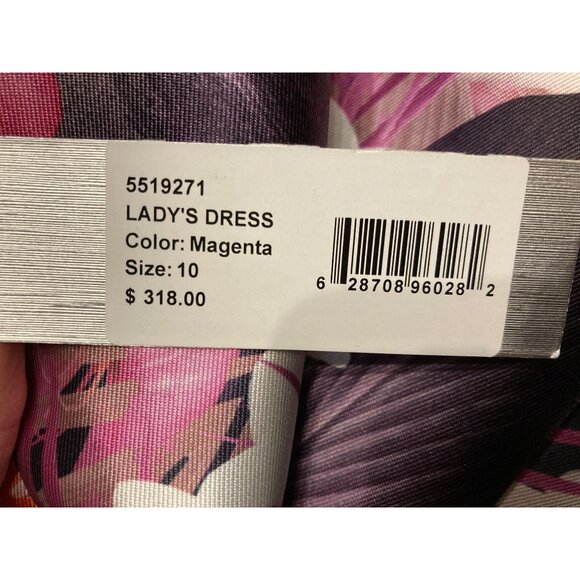 5519271
LADY'S DRESS
Color: Magenta
Size: 10
$ 318.00
6 28708 96028 2